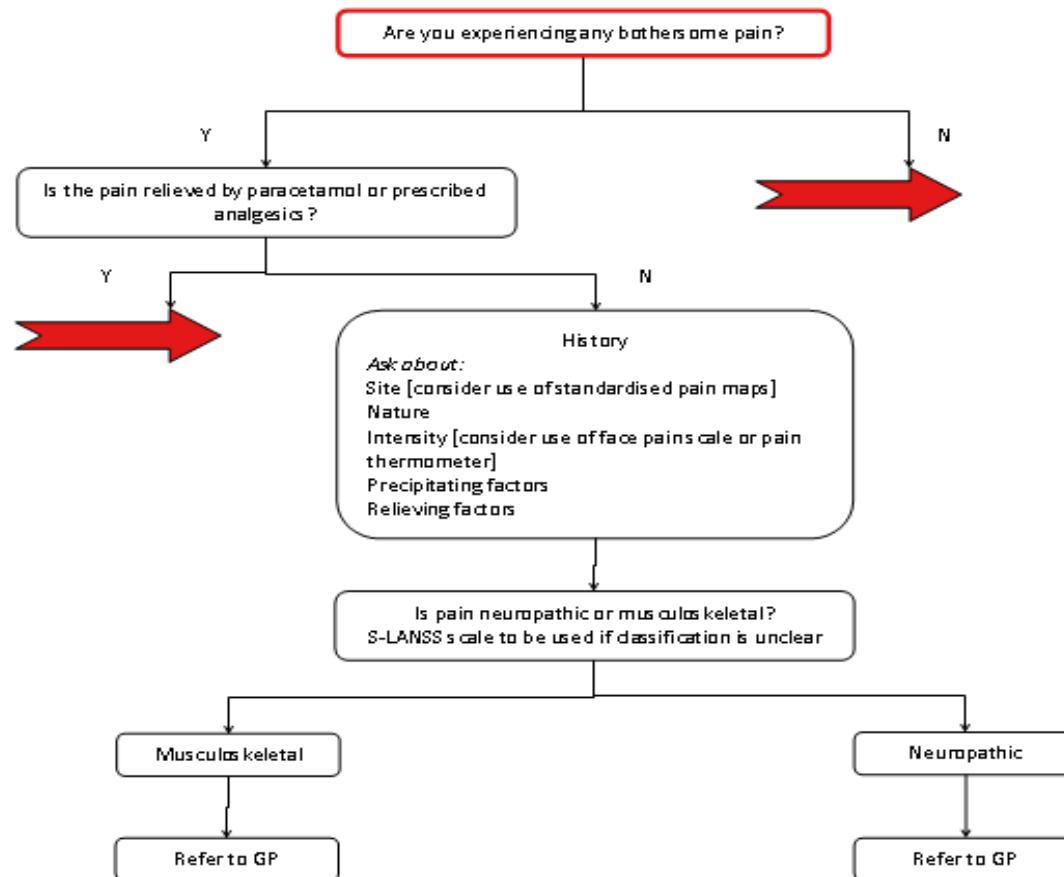 Are you experiencing any bothersome pain?
Y
N
Is the pain relieved by paracetamol or prescribed
analgesics?
Y
N
History
Ask about:
Site [consider use of standardised pain maps]
Nature
Intensity [consider use of face pain scale or pain
thermometer]
Precipitating factors
Relieving factors
Is pain neuropathic or musculoskeletal?
S-LANSS scale to be used if classification is unclear
Musculoskeletal
Neuropathic
Refer to GP
Refer to GP